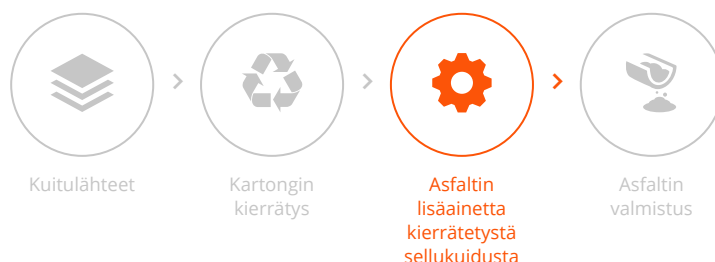 Kuitulähteet
Kartongin
kierrätys
Asfaltin
lisäainetta
kierrätetystä
sellukuidusta
Asfaltin
valmistus